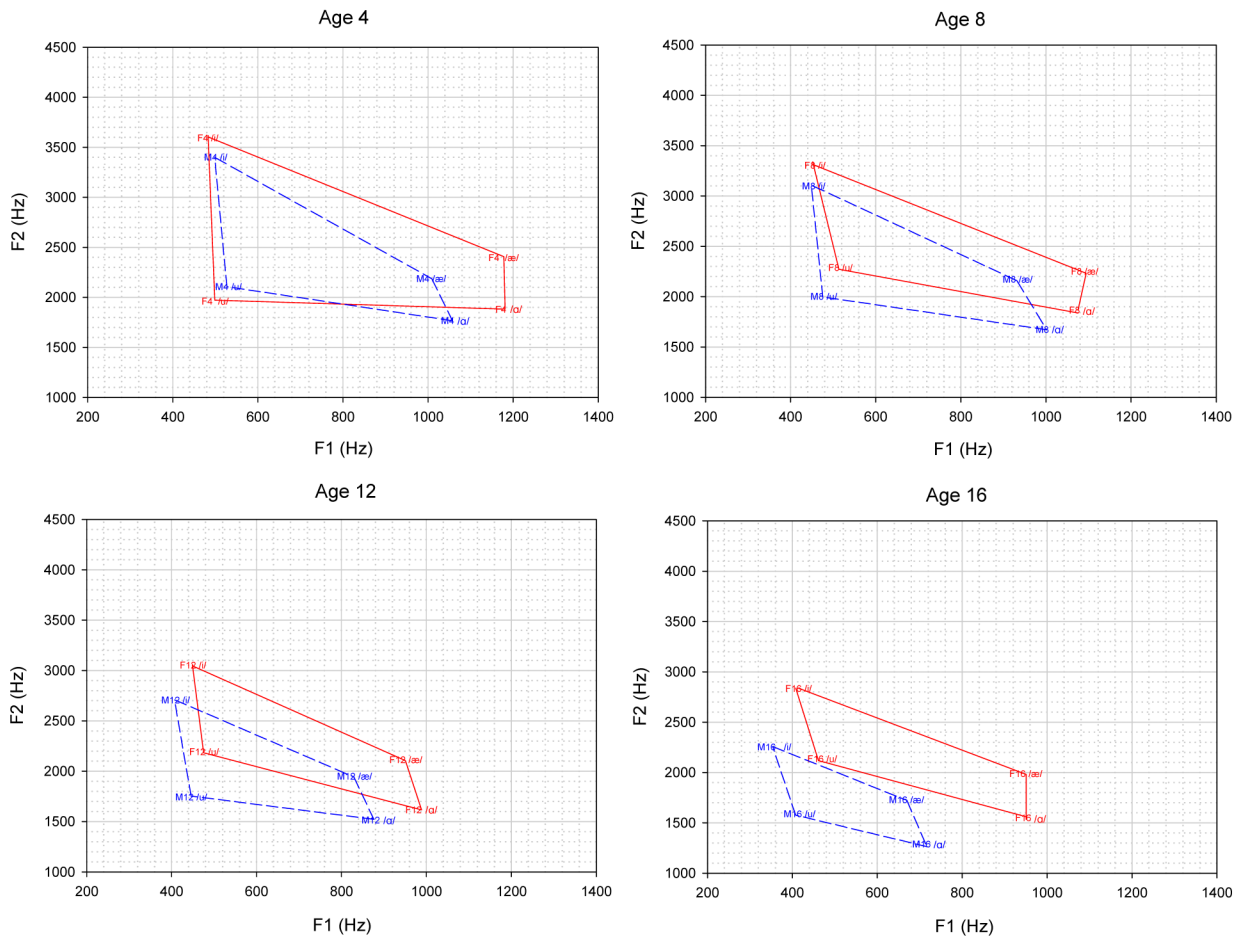 Age 4
4500
4000
3500
3000
2500
2000
1500
1000
F2 (Hz)
F4 /i/
M4 /i/
F4 /æ/
M4 /æ/
M4 /u/
F4 /u/
F4 /ɑ/
M4 /ɑ/
200 400 600 800 1000 1200 1400
F1 (Hz)
Age 8
4500
4000
3500
3000
2500
2000
1500
1000
F2 (Hz)
F8 /i/
M8 /i/
F8 /u/
F8 /æ/
M8 /æ/
M8 /u/
F8 /ɑ/
M8 /ɑ/
200 400 600 800 1000 1200 1400
F1 (Hz)
Age 12
4500
4000
3500
3000
2500
2000
1500
1000
F2 (Hz)
F12 /i/
M12 /i/
F12 /u/
F12 /æ/
M12 /æ/
M12 /u/
F12 /ɑ/
M12 /ɑ/
200 400 600 800 1000 1200 1400
F1 (Hz)
Age 16
4500
4000
3500
3000
2500
2000
1500
1000
F2 (Hz)
F16 /i/
M16 /i/
F16 /u/
F16 /æ/
M16 /æ/
M16 /u/
F16 /ɑ/
M16 /ɑ/
200 400 600 800 1000 1200 1400
F1 (Hz)